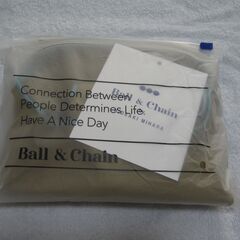 Ball & Chain
Connection Between
People Determines Life
Have A Nice Day
Ball & Chain